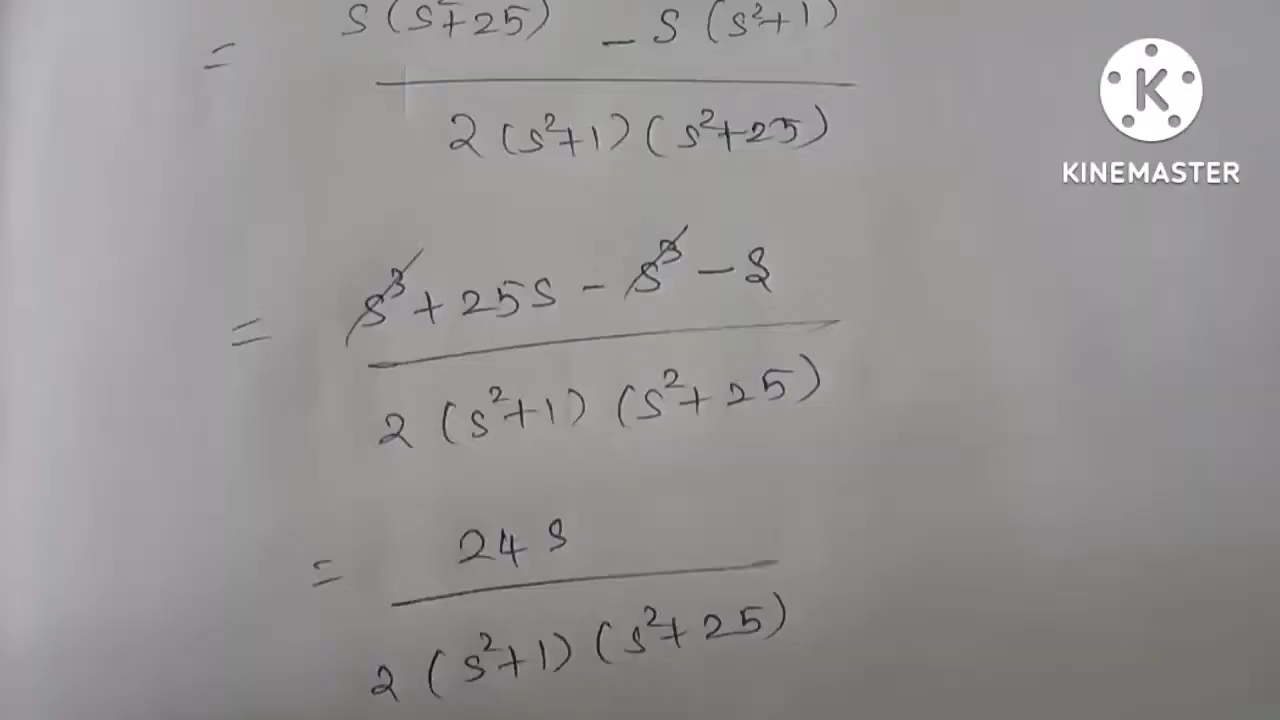 = s(s²+25) - s(s²+1)
2(s²+1)(s²+25)
= s³ + 25s - s³ - s
2(s²+1)(s²+25)
= 24s
2(s²+1)(s²+25)
K
KINEMASTER